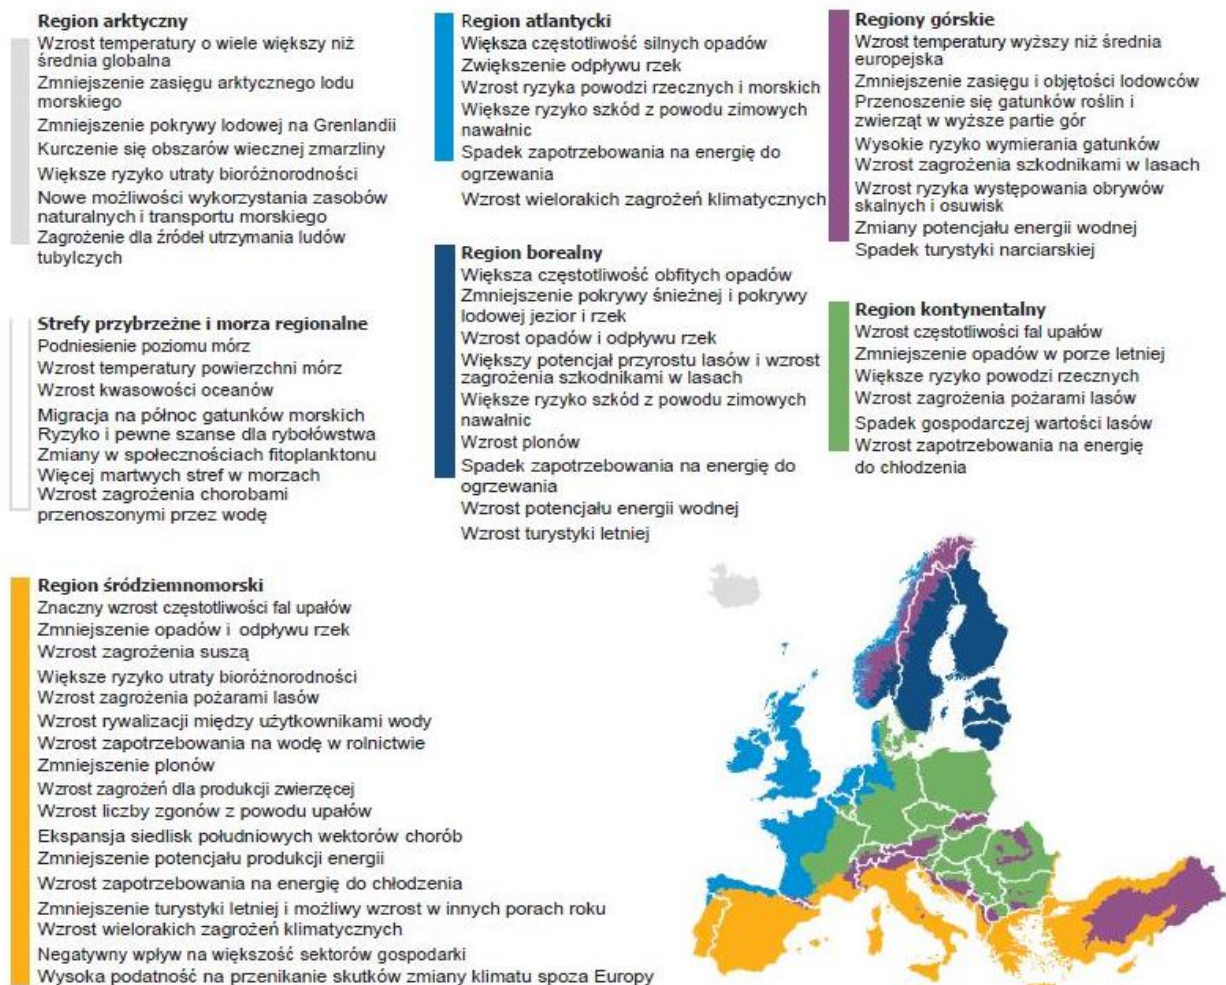 Region arktyczny
Wzrost temperatury o wiele większy niż
średnia globalna
Zmniejszenie zasięgu arktycznego lodu
morskiego
Zmniejszenie pokrywy lodowej na Grenlandii
Kurczenie się obszarów wiecznej zmarzliny
Większe ryzyko utraty bioróżnorodności
Nowe możliwości wykorzystania zasobów
naturalnych i transportu morskiego
Zagrożenie dla źródeł utrzymania ludów
tubylczych
Strefy przybrzeżne i morza regionalne
Podniesienie poziomu mórz
Wzrost temperatury powierzchni mórz
Wzrost kwasowości oceanów
Migracja na północ gatunków morskich
Ryzyko i pewne szanse dla rybołówstwa
Zmiany w społecznościach fitoplanktonu
Więcej martwych stref w morzach
Wzrost zagrożenia chorobami
przenoszonymi przez wodę
Region atlantycki
Większa częstotliwość silnych opadów
Zwiększenie odpływu rzek
Wzrost ryzyka powodzi rzecznych i morskich
Większe ryzyko szkód z powodu zimowych
nawałnic
Spadek zapotrzebowania na energię do
ogrzewania
Wzrost wielorakich zagrożeń klimatycznych
Region borealny
Większa częstotliwość obfitych opadów
Zmniejszenie pokrywy śnieżnej i pokrywy
lodowej jezior i rzek
Wzrost opadów i odpływu rzek
Większy potencjał przyrostu lasów i wzrost
zagrożenia szkodnikami w lasach
Większe ryzyko szkód z powodu zimowych
nawałnic
Wzrost plonów
Spadek zapotrzebowania na energię do
ogrzewania
Wzrost potencjału energii wodnej
Wzrost turystyki letniej
Regiony górskie
Wzrost temperatury wyższy niż średnia
europejska
Zmniejszenie zasięgu i objętości lodowców
Przenoszenie się gatunków roślin i
zwierząt w wyższe partie gór
Wysokie ryzyko wymierania gatunków
Wzrost zagrożenia szkodnikami w lasach
Wzrost ryzyka występowania obrywów
skalnych i osuwisk
Zmiany potencjału energii wodnej
Spadek turystyki narciarskiej
Region kontynentalny
Wzrost częstotliwości fal upałów
Zmniejszenie opadów w porze letniej
Większe ryzyko powodzi rzecznych
Wzrost zagrożenia pożarami lasów
Spadek gospodarczej wartości lasów
Wzrost zapotrzebowania na energię
do chłodzenia
Region śródziemnomorski
Znaczny wzrost częstotliwości fal upałów
Zmniejszenie opadów i odpływu rzek
Wzrost zagrożenia suszą
Większe ryzyko utraty bioróżnorodności
Wzrost zagrożenia pożarami lasów
Wzrost rywalizacji między użytkownikami wody
Wzrost zapotrzebowania na wodę w rolnictwie
Zmniejszenie plonów
Wzrost zagrożeń dla produkcji zwierzęcej
Wzrost liczby zgonów z powodu upałów
Ekspansja siedlisk południowych wektorów chorób
Zmniejszenie potencjału produkcji energii
Wzrost zapotrzebowania na energię do chłodzenia
Zmniejszenie turystyki letniej i możliwy wzrost w innych porach roku
Wzrost wielorakich zagrożeń klimatycznych
Negatywny wpływ na większość sektorów gospodarki
Wysoka podatność na przenikanie skutków zmiany klimatu spoza Europy